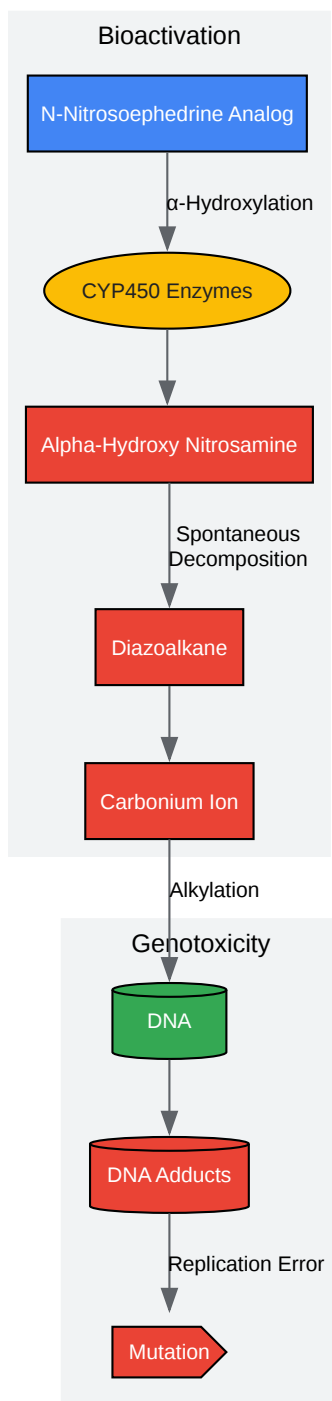 Bioactivation
N-Nitrosoephedrine Analog
α-Hydroxylation
CYP450 Enzymes
Alpha-Hydroxy Nitrosamine
Spontaneous
Decomposition
Diazoalkane
Carbonium Ion
Alkylation
Genotoxicity
DNA
DNA Adducts
Replication Error
Mutation